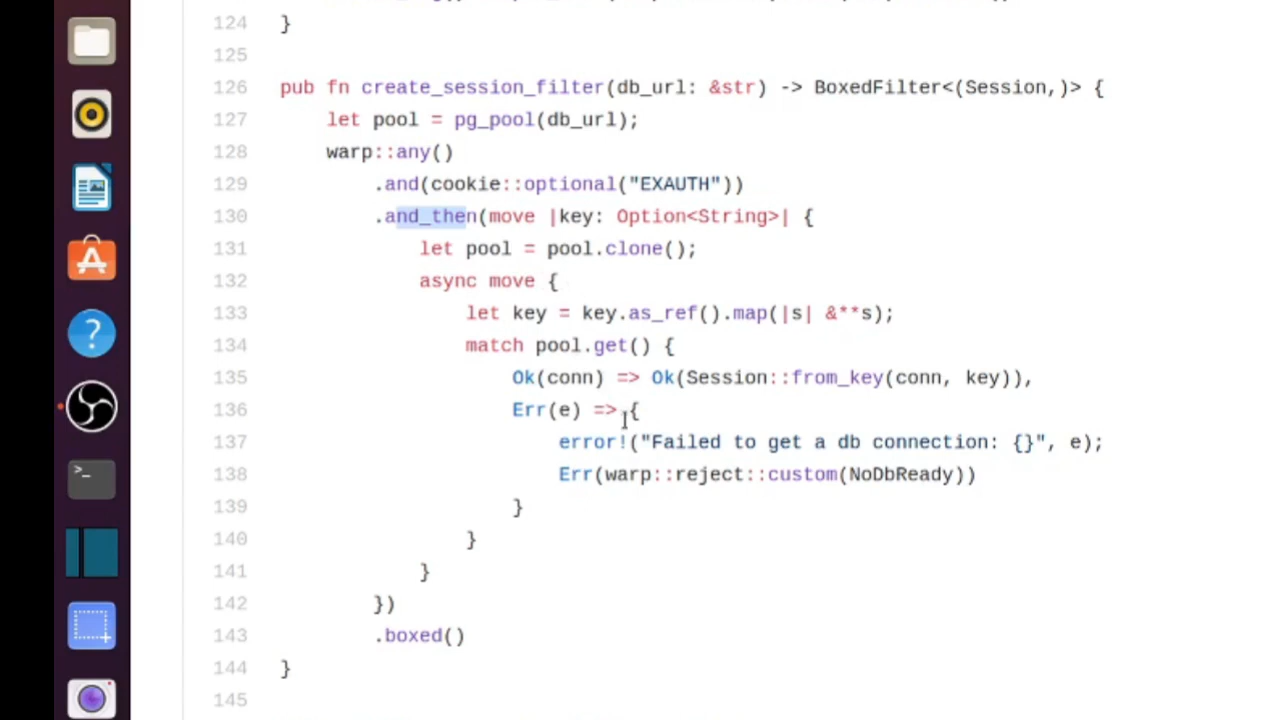 124 }
125
126 pub fn create_session_filter(db_url: &str) -> BoxedFilter<(Session,)> {
127     let pool = pg_pool(db_url);
128     warp::any()
129         .and(cookie::optional("EXAUTH"))
130         .and_then(move |key: Option<String>| {
131             let pool = pool.clone();
132             async move {
133                 let key = key.as_ref().map(|s| &**s);
134                 match pool.get() {
135                     Ok(conn) => Ok(Session::from_key(conn, key)),
136                     Err(e) => {
137                         error!("Failed to get a db connection: {}", e);
138                         Err(warp::reject::custom(NoDbReady))
139                     }
140                 }
141             }
142         })
143         .boxed()
144 }
145